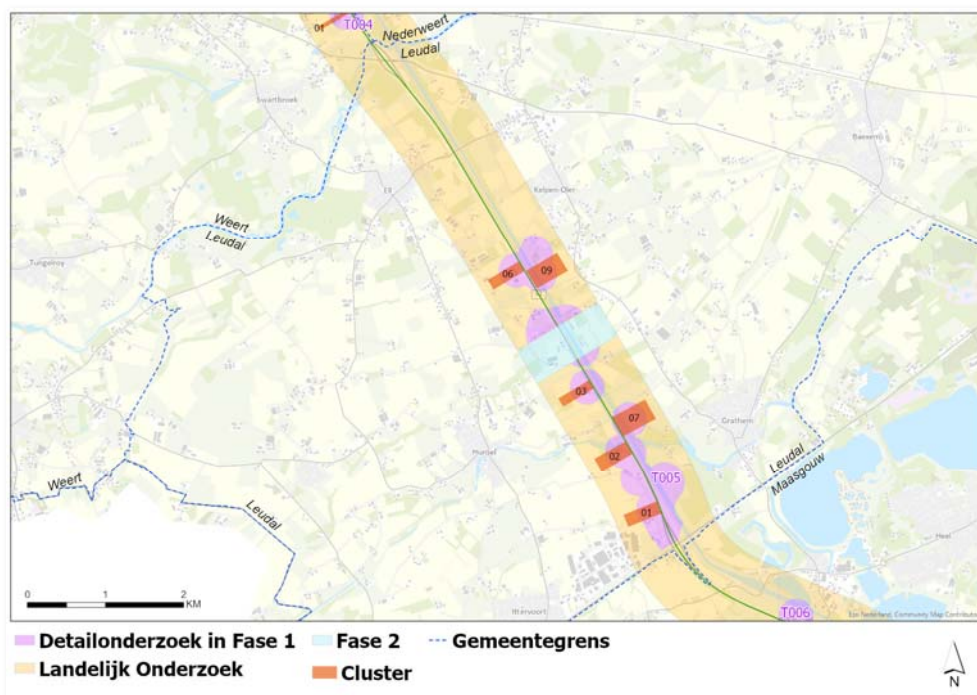 01
T004
Nederweert
Leudal
Swartbroek
Baexem
Ell
Kelpen-Oler
Weert
Leudal
Tungelroy
06
09
03
07
Grathem
Hunsel
02
T005
Leudal
Maasgouw
Weert
Leudal
01
Heel
0 1 2
KM
Ittervoort
T006
Esri Nederland, Community Map Contributors
Detailonderzoek in Fase 1
Fase 2
Gemeentegrens
Landelijk Onderzoek
Cluster
N